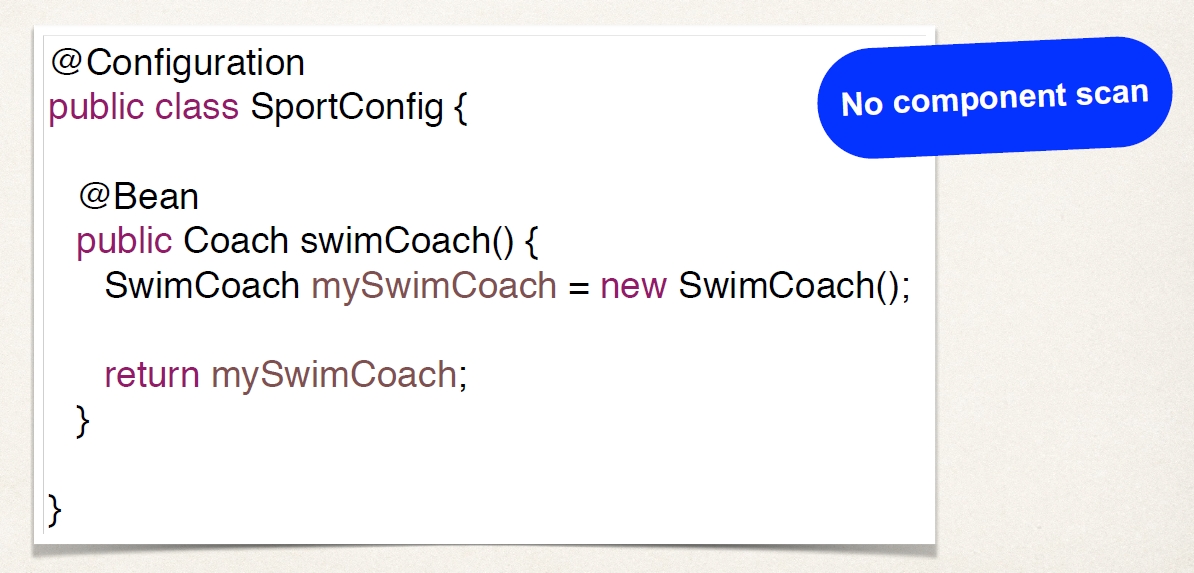 @Configuration
public class SportConfig {
@Bean
public Coach swimCoach() {
SwimCoach mySwimCoach = new SwimCoach();
return mySwimCoach;
}
}
No component scan